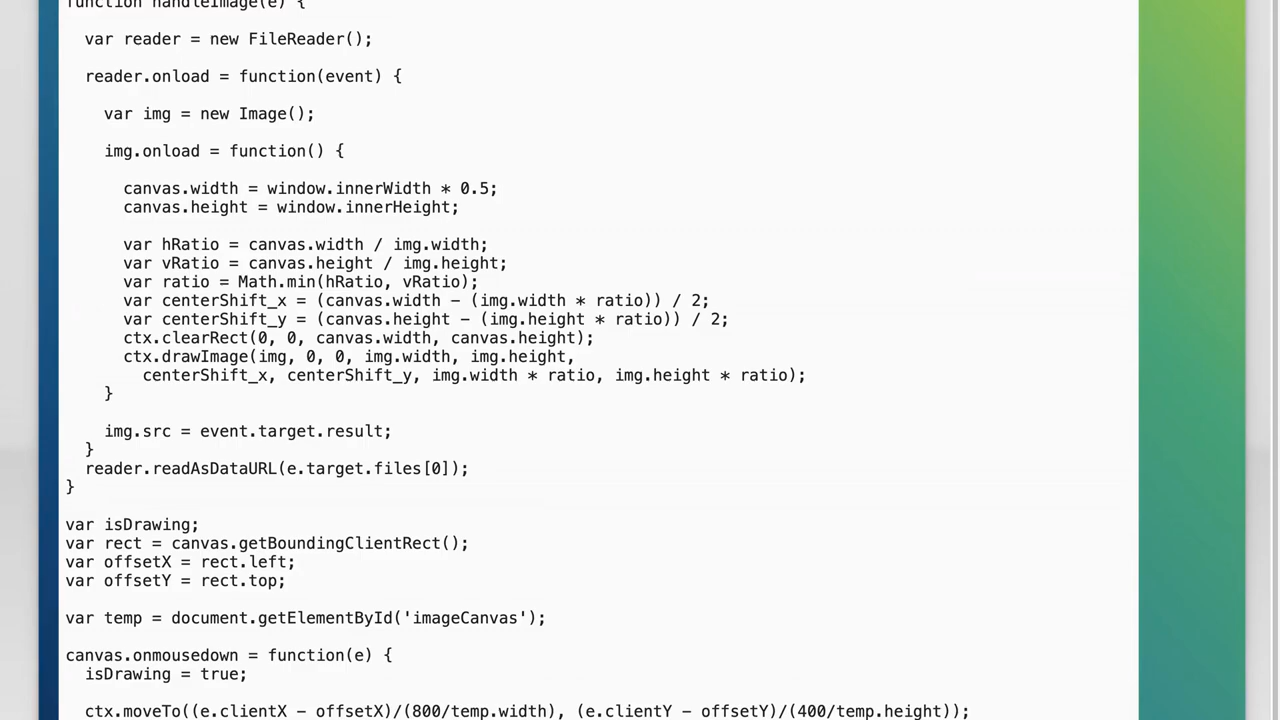 function handleImage(e) {
var reader = new FileReader();
reader.onload = function(event) {
var img = new Image();
img.onload = function() {
canvas.width = window.innerWidth * 0.5;
canvas.height = window.innerHeight;
var hRatio = canvas.width / img.width;
var vRatio = canvas.height / img.height;
var ratio = Math.min(hRatio, vRatio);
var centerShift_x = (canvas.width - (img.width * ratio)) / 2;
var centerShift_y = (canvas.height - (img.height * ratio)) / 2;
ctx.clearRect(0, 0, canvas.width, canvas.height);
ctx.drawImage(img, 0, 0, img.width, img.height,
centerShift_x, centerShift_y, img.width * ratio, img.height * ratio);
}
img.src = event.target.result;
}
reader.readAsDataURL(e.target.files[0]);
}
var isDrawing;
var rect = canvas.getBoundingClientRect();
var offsetX = rect.left;
var offsetY = rect.top;
var temp = document.getElementById('imageCanvas');
canvas.onmousedown = function(e) {
isDrawing = true;
ctx.moveTo((e.clientX - offsetX)/(800/temp.width), (e.clientY - offsetY)/(400/temp.height));